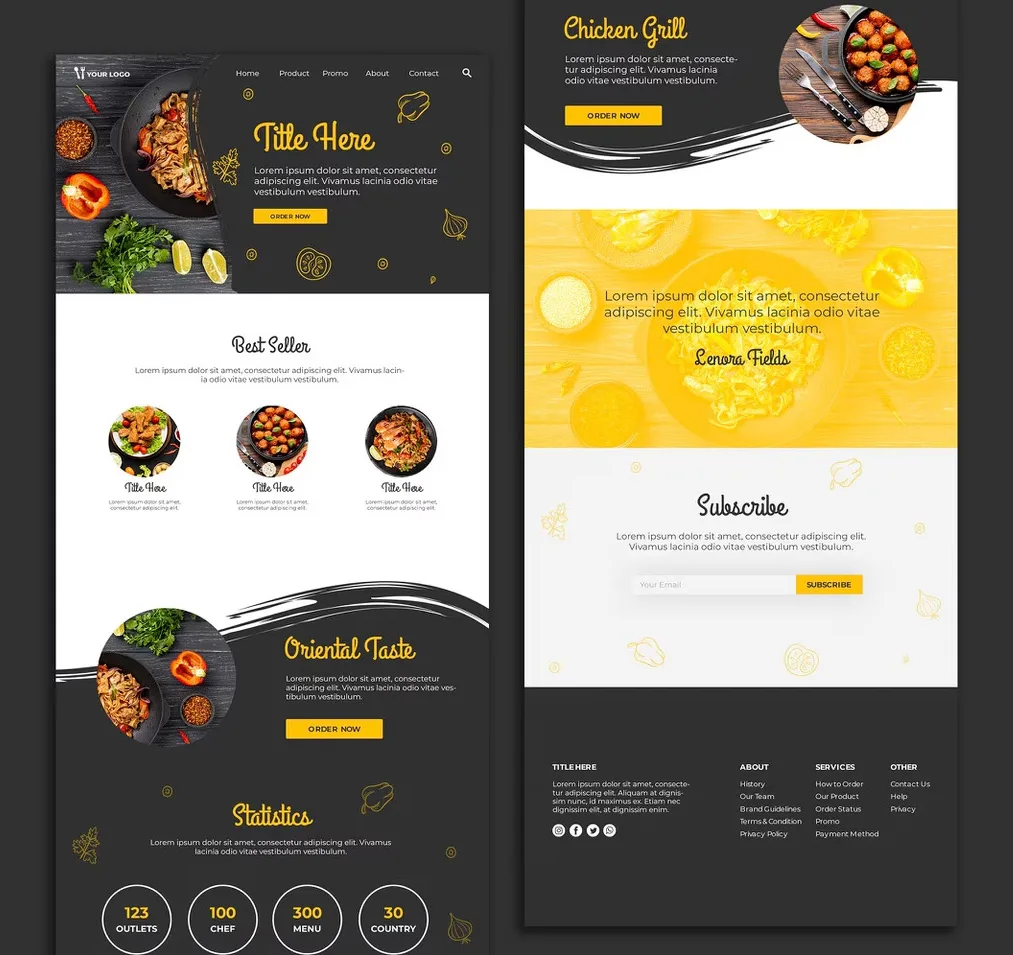 YOUR LOGO
Home Product Promo About Contact
Title Here
Lorem ipsum dolor sit amet, consectetur
adipiscing elit. Vivamus lacinia odio vitae
vestibulum vestibulum.
ORDER NOW
Best Seller
Lorem ipsum dolor sit amet, consectetur adipiscing elit. Vivamus lacin-
ia odio vitae vestibulum vestibulum.
Title Here
Lorem ipsum dolor sit amet,
consectetur adipiscing elit.
Title Here
Lorem ipsum dolor sit amet,
consectetur adipiscing elit.
Title Here
Lorem ipsum dolor sit amet,
consectetur adipiscing elit.
Oriental Taste
Lorem ipsum dolor sit amet, consectetur
adipiscing elit. Vivamus lacinia odio vitae ves-
tibulum vestibulum.
ORDER NOW
Statistics
Lorem ipsum dolor sit amet, consectetur adipiscing elit. Vivamus
lacinia odio vitae vestibulum vestibulum.
123
OUTLETS
100
CHEF
300
MENU
30
COUNTRY
Chicken Grill
Lorem ipsum dolor sit amet, consecte-
tur adipiscing elit. Vivamus lacinia
odio vitae vestibulum vestibulum.
ORDER NOW
Lorem ipsum dolor sit amet, consectetur
adipiscing elit. Vivamus lacinia odio vitae
vestibulum vestibulum.
Lenora Fields
Subscribe
Lorem ipsum dolor sit amet, consectetur adipiscing elit.
Vivamus lacinia odio vitae vestibulum vestibulum.
Your Email
SUBSCRIBE
TITLE HERE
Lorem ipsum dolor sit amet, consecte-
tur adipiscing elit. Aliquam at dignis-
sim nunc, id maximus ex. Etiam nec
dignissim elit, at dignissim enim.
ABOUT
History
Our Team
Brand Guidelines
Terms & Condition
Privacy Policy
SERVICES
How to Order
Our Product
Order Status
Promo
Payment Method
OTHER
Contact Us
Help
Privacy